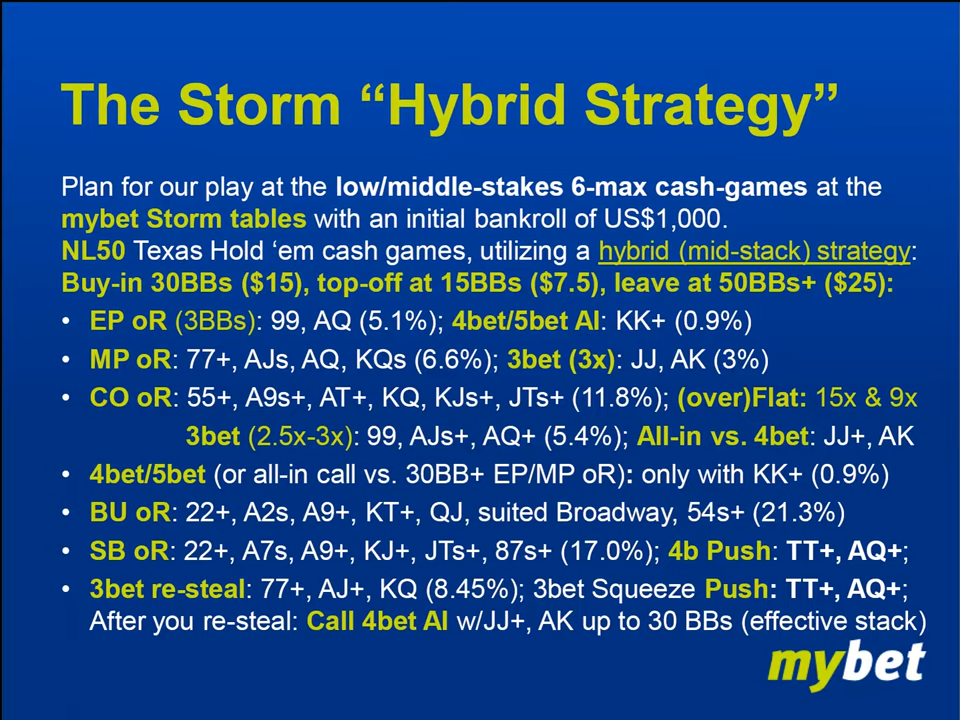 The Storm “Hybrid Strategy”
Plan for our play at the low/middle-stakes 6-max cash-games at the
mybet Storm tables with an initial bankroll of US$1,000.
NL50 Texas Hold ‘em cash games, utilizing a hybrid (mid-stack) strategy:
Buy-in 30BBs ($15), top-off at 15BBs ($7.5), leave at 50BBs+ ($25):
• EP oR (3BBs): 99, AQ (5.1%); 4bet/5bet AI: KK+ (0.9%)
• MP oR: 77+, AJs, AQ, KQs (6.6%); 3bet (3x): JJ, AK (3%)
• CO oR: 55+, A9s+, AT+, KQ, KJs+, JTs+ (11.8%); (over)Flat: 15x & 9x
3bet (2.5x-3x): 99, AJs+, AQ+ (5.4%); All-in vs. 4bet: JJ+, AK
• 4bet/5bet (or all-in call vs. 30BB+ EP/MP oR): only with KK+ (0.9%)
• BU oR: 22+, A2s, A9+, KT+, QJ, suited Broadway, 54s+ (21.3%)
• SB oR: 22+, A7s, A9+, KJ+, JTs+, 87s+ (17.0%); 4b Push: TT+, AQ+;
• 3bet re-steal: 77+, AJ+, KQ (8.45%); 3bet Squeeze Push: TT+, AQ+;
After you re-steal: Call 4bet AI w/JJ+, AK up to 30 BBs (effective stack)
mybet